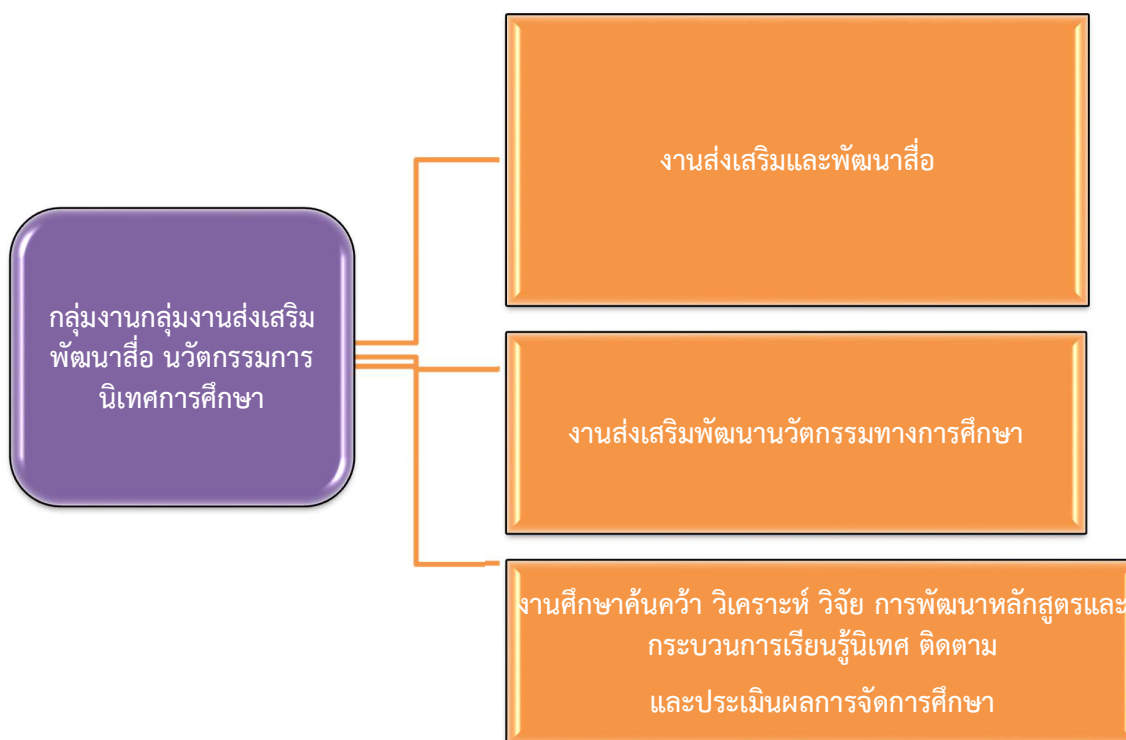 กลุ่มงานกลุ่มงานส่งเสริม
พัฒนาสื่อ นวัตกรรมการ
นิเทศการศึกษา
งานส่งเสริมและพัฒนาสื่อ
งานส่งเสริมพัฒนานวัตกรรมทางการศึกษา
งานศึกษาค้นคว้า วิเคราะห์ วิจัย การพัฒนาหลักสูตรและ
กระบวนการเรียนรู้นิเทศ ติดตาม
และประเมินผลการจัดการศึกษา